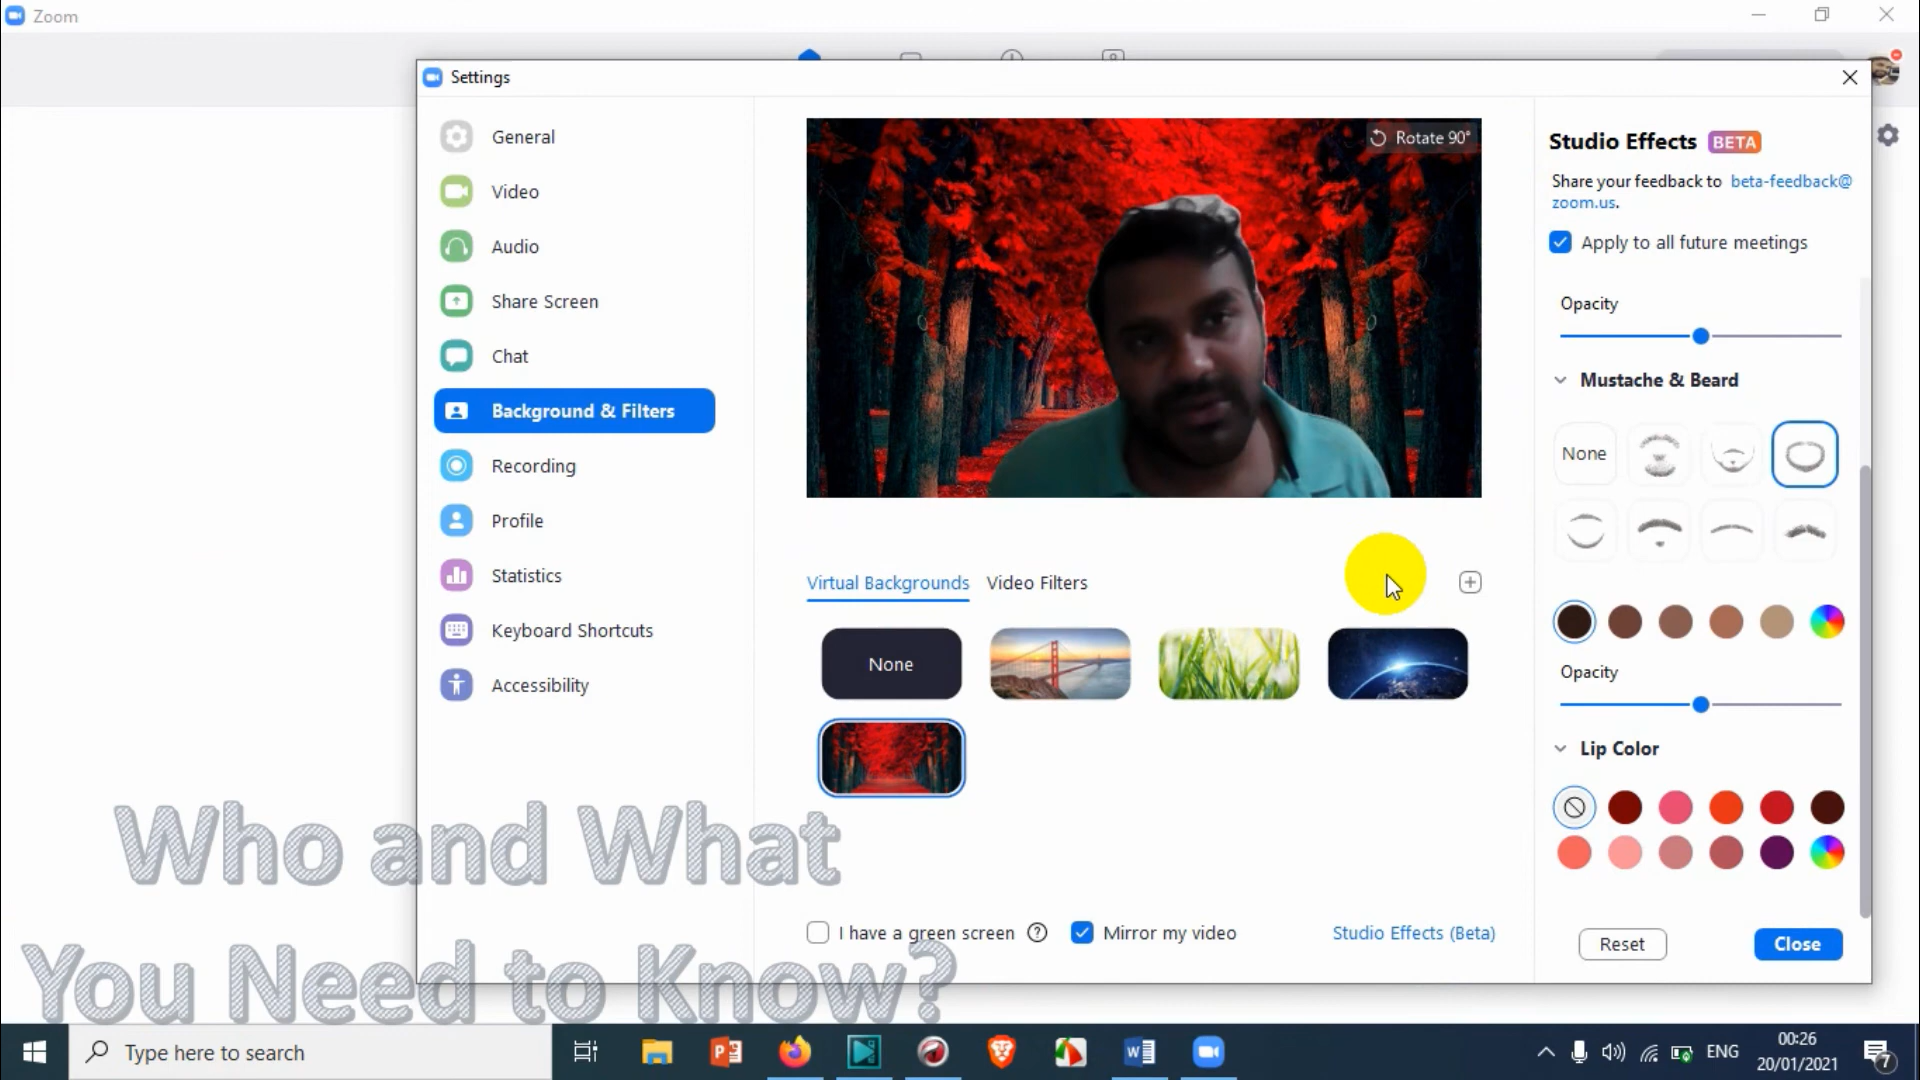 Zoom
Settings
General
Video
Audio
Share Screen
Chat
Background & Filters
Recording
Profile
Statistics
Keyboard Shortcuts
Accessibility
Rotate 90°
Virtual Backgrounds
Video Filters
None
I have a green screen
?
Mirror my video
Studio Effects (Beta)
Studio Effects BETA
Share your feedback to beta-feedback@
zoom.us.
Apply to all future meetings
Opacity
Mustache & Beard
None
Opacity
Lip Color
Reset
Close
Who and What
You Need to Know?
Type here to search
ENG
00:26
20/01/2021
7